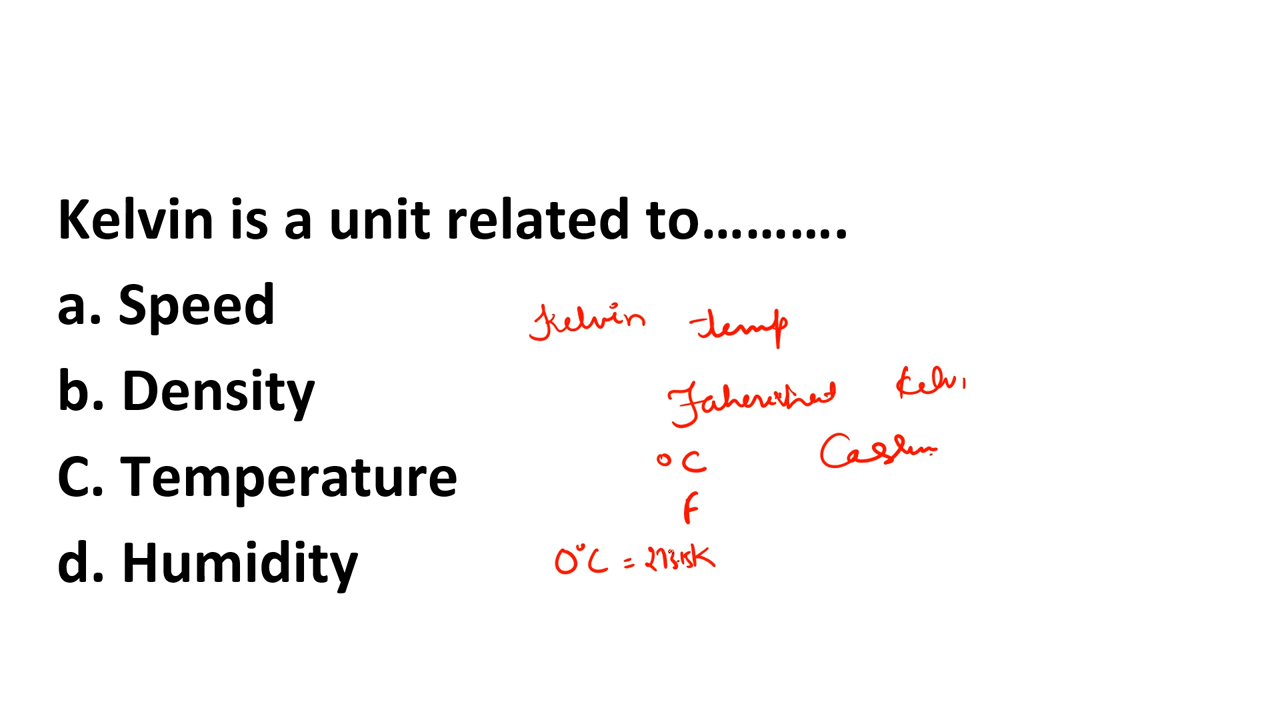 Kelvin is a unit related to..........
a. Speed
Kelvin temp
b. Density
Kelvi
C. Temperature
°C
F
d. Humidity
0°C = 273.15K